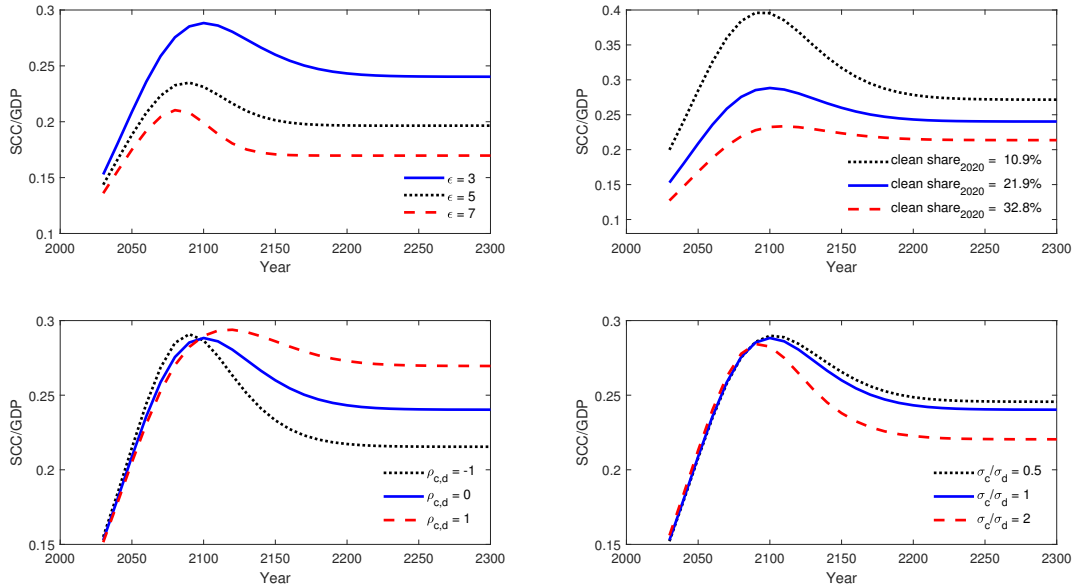 0.3
0.25
0.2
0.15
0.1
SCC/GDP
2000 2050 2100 2150 2200 2250 2300
Year
ϵ = 3
ϵ = 5
ϵ = 7
0.4
0.35
0.3
0.25
0.2
0.15
0.1
SCC/GDP
2000 2050 2100 2150 2200 2250 2300
Year
clean share2020 = 10.9%
clean share2020 = 21.9%
clean share2020 = 32.8%
0.3
0.25
0.2
0.15
SCC/GDP
2000 2050 2100 2150 2200 2250 2300
Year
ρc,d = -1
ρc,d = 0
ρc,d = 1
0.3
0.25
0.2
0.15
SCC/GDP
2000 2050 2100 2150 2200 2250 2300
Year
σc/σd = 0.5
σc/σd = 1
σc/σd = 2